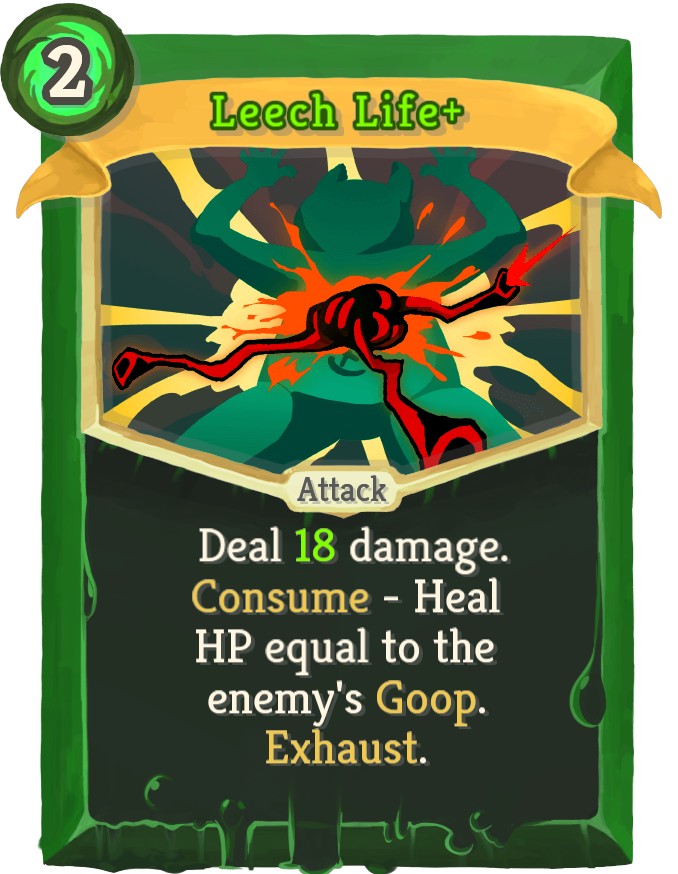 2
Leech Life+
Attack
Deal 18 damage.
Consume - Heal
HP equal to the
enemy's Goop.
Exhaust.